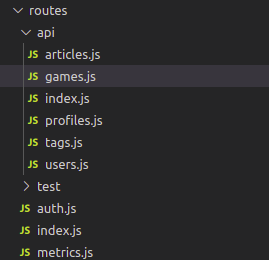 routes
api
JS articles.js
JS games.js
JS index.js
JS profiles.js
JS tags.js
JS users.js
test
JS auth.js
JS index.js
JS metrics.js